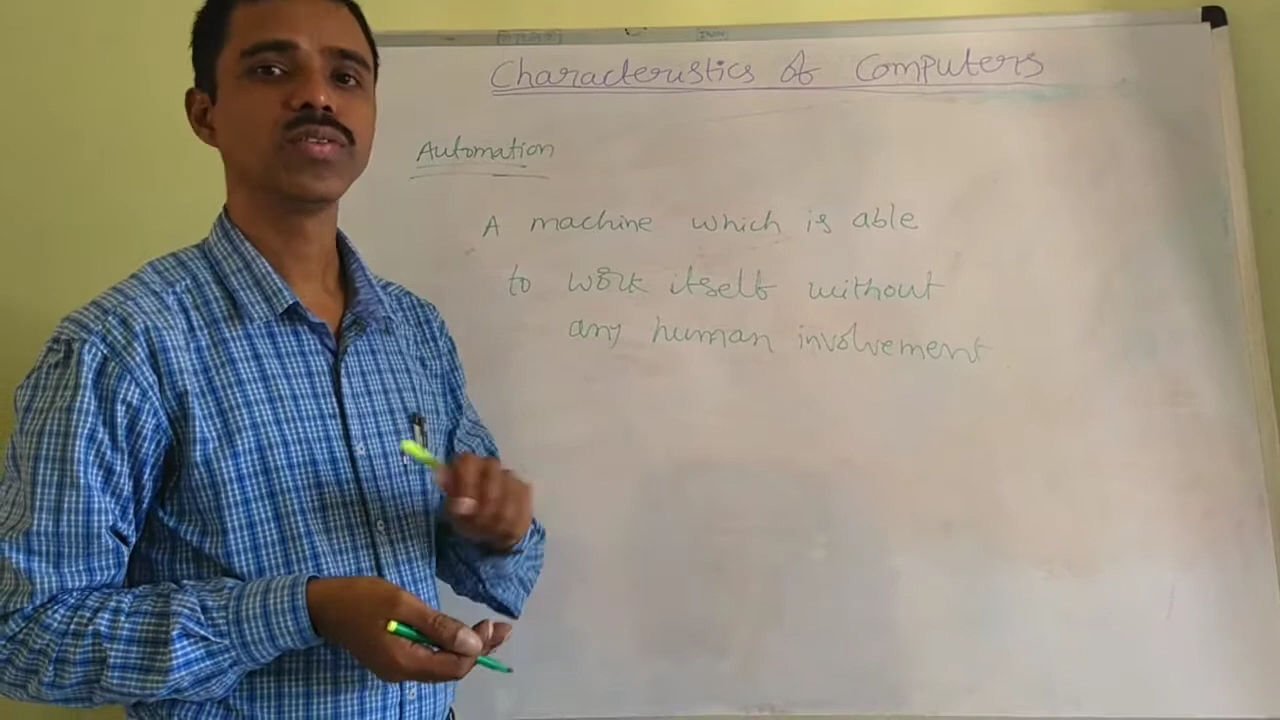 Characteristics of Computers
Automation
A machine which is able
to work itself without
any human involvement